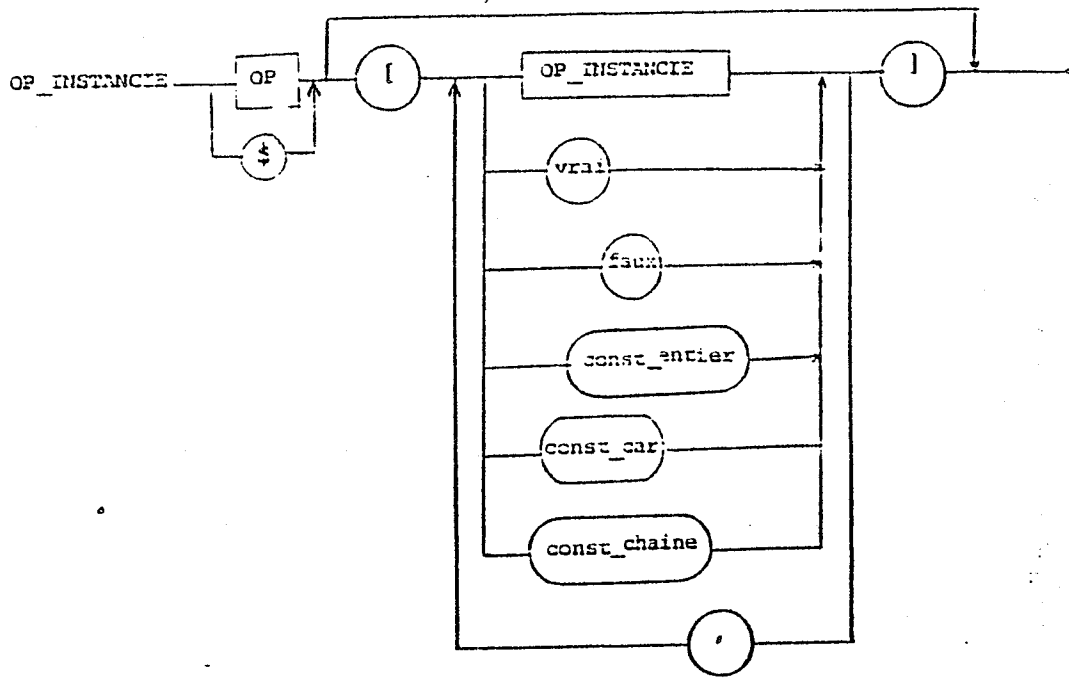 OP_INSTANCIE
OP
[
OP_INSTANCIE
]
$
vrai
faux
const_entier
const_car
const_chaine
,